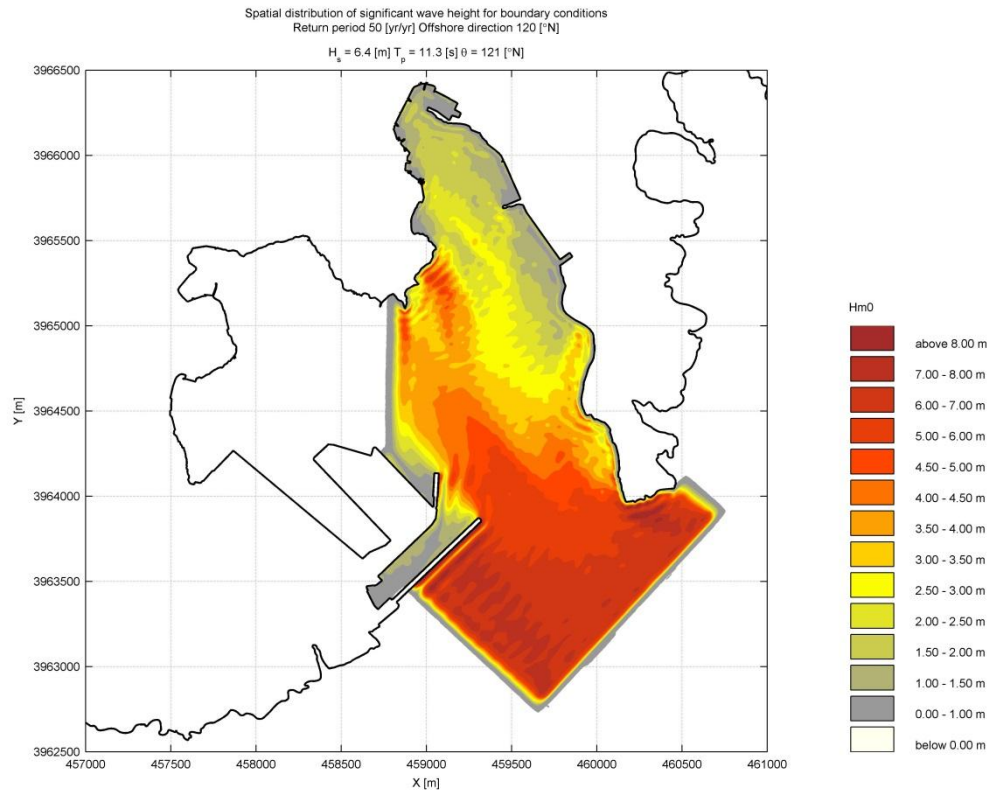 Spatial distribution of significant wave height for boundary conditions
Return period 50 [yr/yr] Offshore direction 120 [°N]
Hs = 6.4 [m] Tp = 11.3 [s] θ = 121 [°N]
3966500
3966000
3965500
3965000
3964500
3964000
3963500
3963000
3962500
Y [m]
457000 457500 458000 458500 459000 459500 460000 460500 461000
X [m]
Hm0
above 8.00 m
7.00 - 8.00 m
6.00 - 7.00 m
5.00 - 6.00 m
4.50 - 5.00 m
4.00 - 4.50 m
3.50 - 4.00 m
3.00 - 3.50 m
2.50 - 3.00 m
2.00 - 2.50 m
1.50 - 2.00 m
1.00 - 1.50 m
0.00 - 1.00 m
below 0.00 m